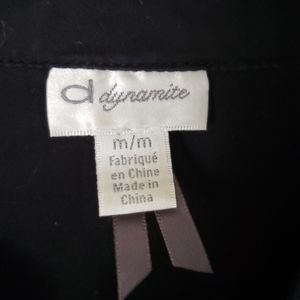 d dynamite
m/m
Fabriqué
en Chine
Made in
China